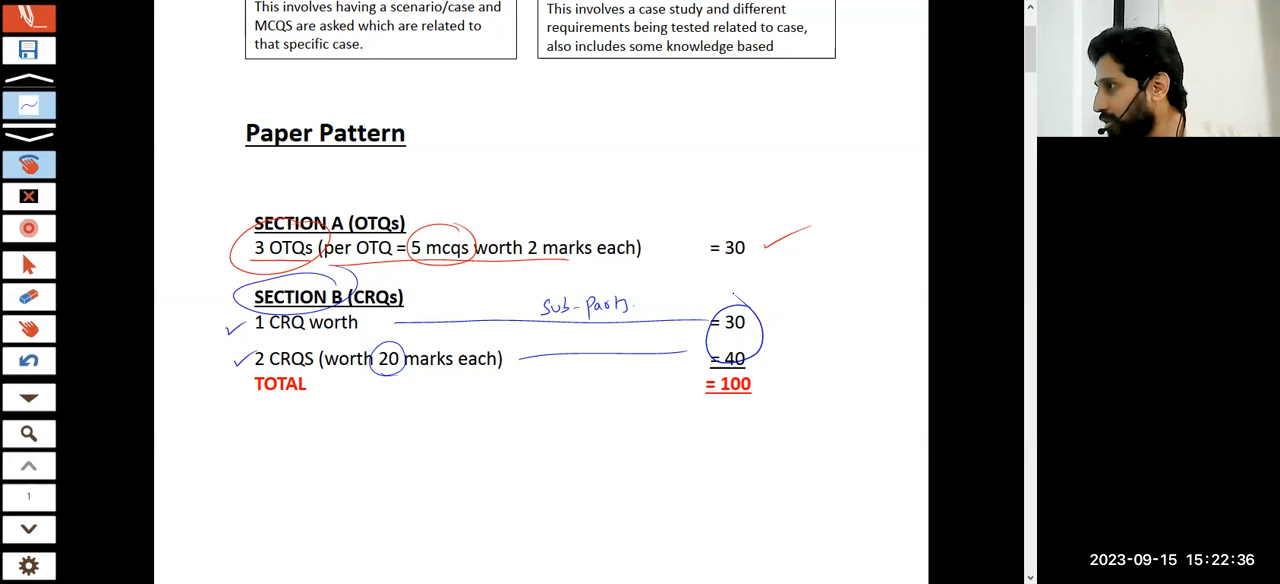 This involves having a scenario/case and
MCQS are asked which are related to
that specific case.
This involves a case study and different
requirements being tested related to case,
also includes some knowledge based
Paper Pattern
SECTION A (OTQs)
3 OTQs (per OTQ = 5 mcqs worth 2 marks each) = 30
SECTION B (CRQs)
Sub-Parts.
1 CRQ worth = 30
2 CRQS (worth 20 marks each) = 40
TOTAL = 100
1
2023-09-15 15:22:36